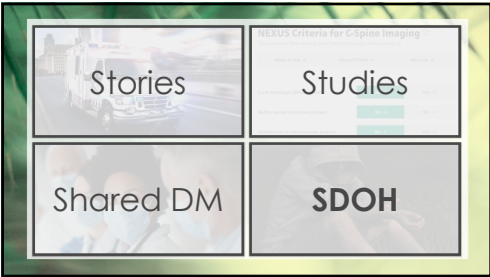 Stories
NEXUS Criteria for C-Spine Imaging
Studies
Shared DM
SDOH